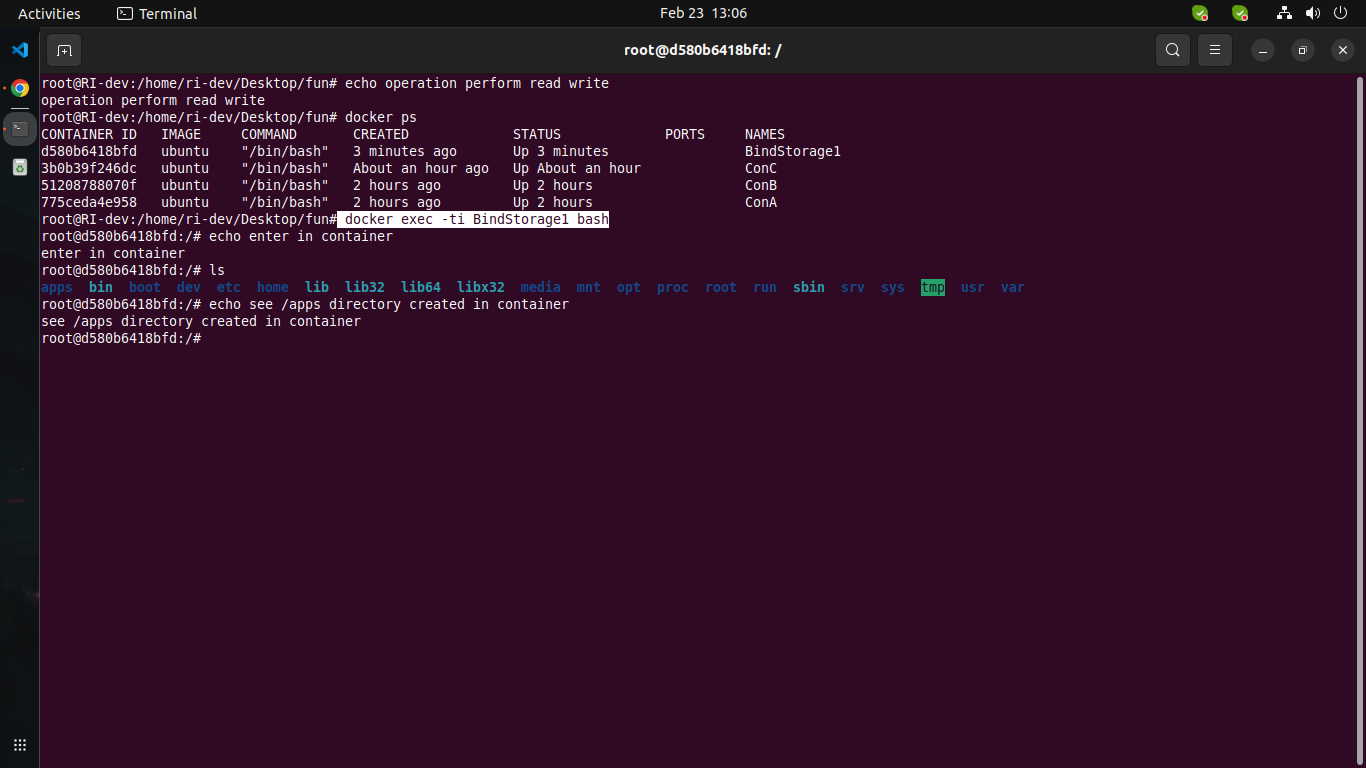 Activities Terminal Feb 23 13:06
root@d580b6418bfd: /
root@RI-dev:/home/ri-dev/Desktop/fun# echo operation perform read write
operation perform read write
root@RI-dev:/home/ri-dev/Desktop/fun# docker ps
CONTAINER ID   IMAGE     COMMAND       CREATED             STATUS             PORTS     NAMES
d580b6418bfd   ubuntu    "/bin/bash"   3 minutes ago       Up 3 minutes                 BindStorage1
3b0b39f246dc   ubuntu    "/bin/bash"   About an hour ago   Up About an hour             ConC
51208788070f   ubuntu    "/bin/bash"   2 hours ago         Up 2 hours                   ConB
775ceda4e958   ubuntu    "/bin/bash"   2 hours ago         Up 2 hours                   ConA
root@RI-dev:/home/ri-dev/Desktop/fun# docker exec -ti BindStorage1 bash
root@d580b6418bfd:/# echo enter in container
enter in container
root@d580b6418bfd:/# ls
apps  bin  boot  dev  etc  home  lib  lib32  lib64  libx32  media  mnt  opt  proc  root  run  sbin  srv  sys  tmp  usr  var
root@d580b6418bfd:/# echo see /apps directory created in container
see /apps directory created in container
root@d580b6418bfd:/#